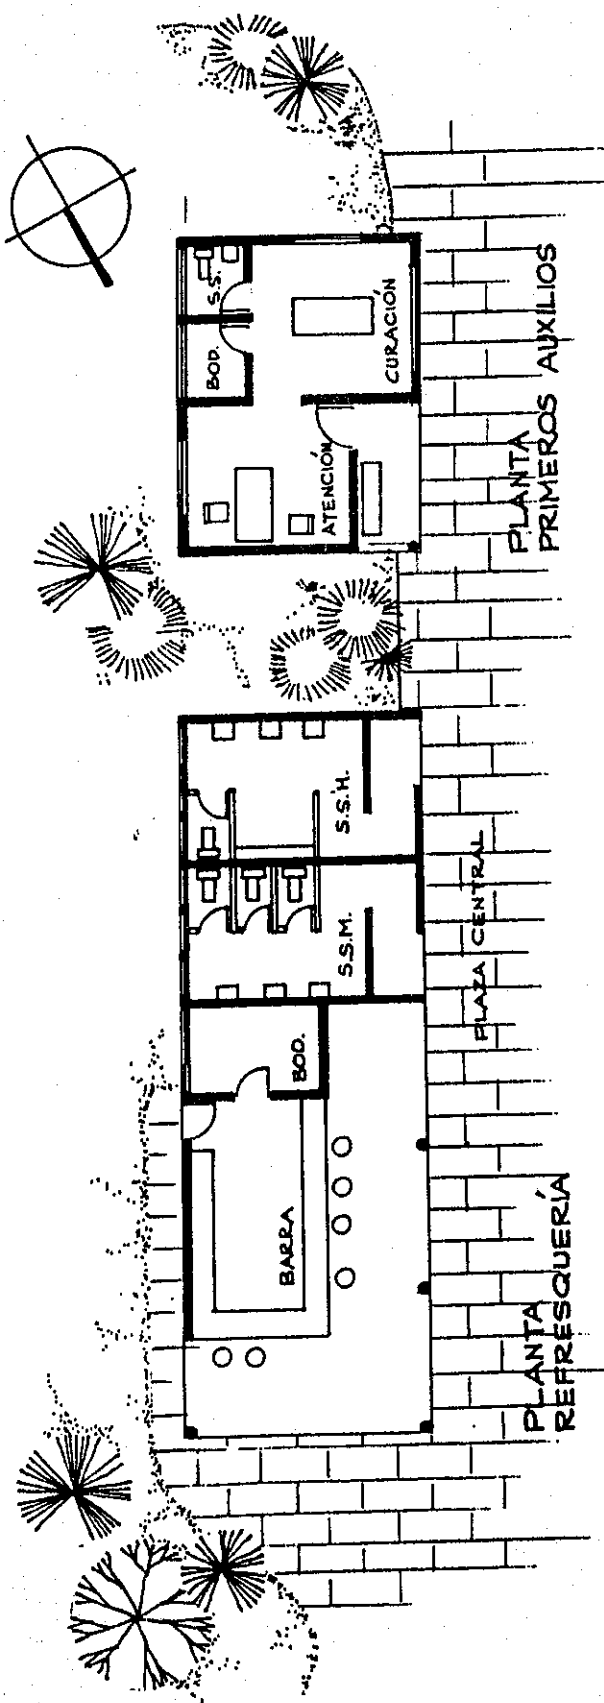 PLANTA
REFRESQUERÍA
BARRA
BOD.
S.S.M.
S.S.H.
PLAZA CENTRAL
PLANTA
PRIMEROS AUXILIOS
ATENCIÓN
BOD.
S.S.
CURACIÓN